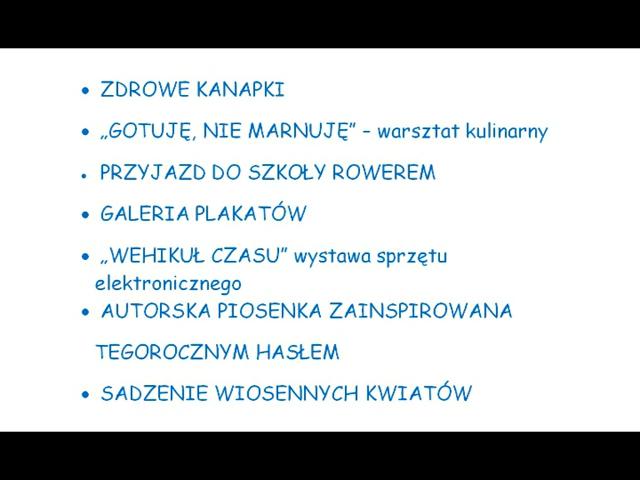 • ZDROWE KANAPKI
• „GOTUJĘ, NIE MARNUJĘ” – warsztat kulinarny
• PRZYJAZD DO SZKOŁY ROWEREM
• GALERIA PLAKATÓW
• „WEHIKUŁ CZASU” wystawa sprzętu
elektronicznego
• AUTORSKA PIOSENKA ZAINSPIROWANA
TEGOROCZNYM HASŁEM
• SADZENIE WIOSENNYCH KWIATÓW